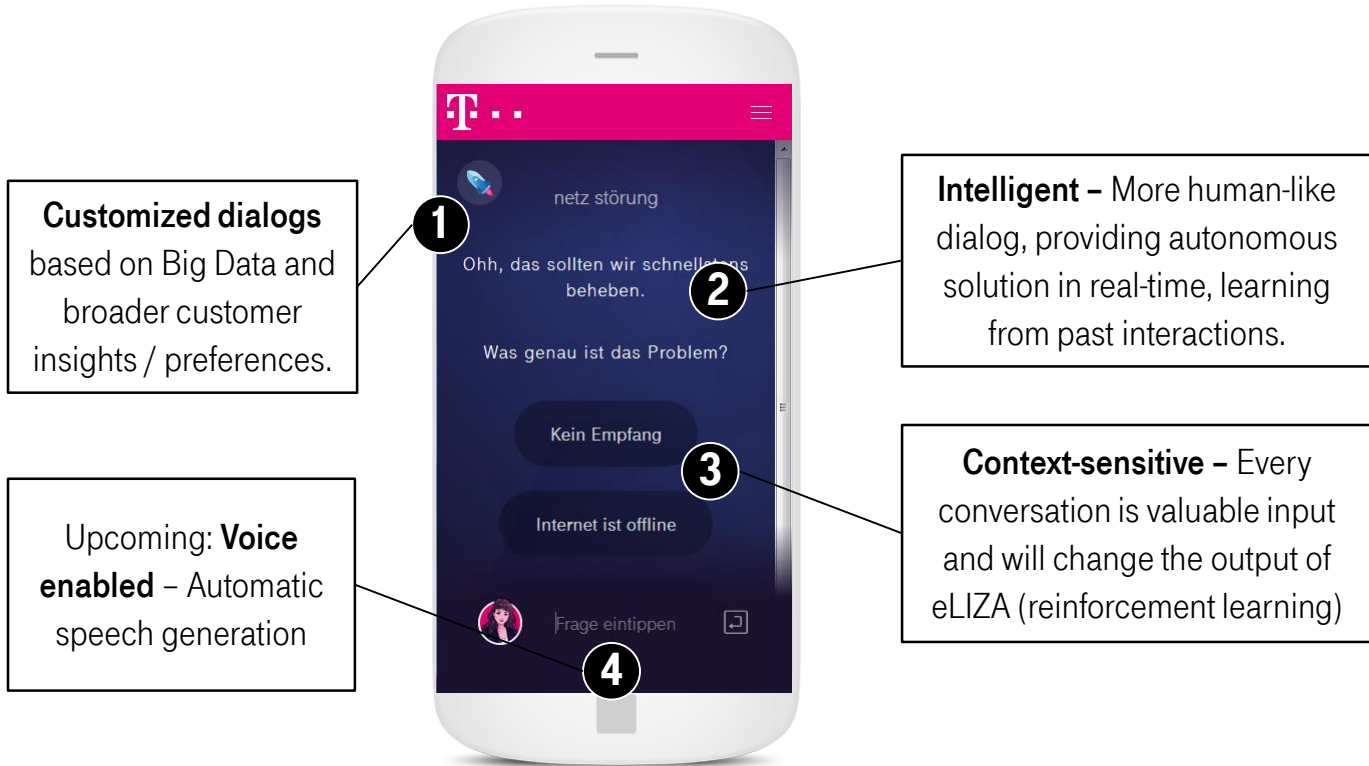 T
netz störung
Ohh, das sollten wir schnellstens
beheben.
Was genau ist das Problem?
Kein Empfang
Internet ist offline
Frage eintippen
1
Customized dialogs
based on Big Data and
broader customer
insights / preferences.
2
Intelligent – More human-like
dialog, providing autonomous
solution in real-time, learning
from past interactions.
3
Context-sensitive – Every
conversation is valuable input
and will change the output of
eLIZA (reinforcement learning)
4
Upcoming: Voice
enabled – Automatic
speech generation